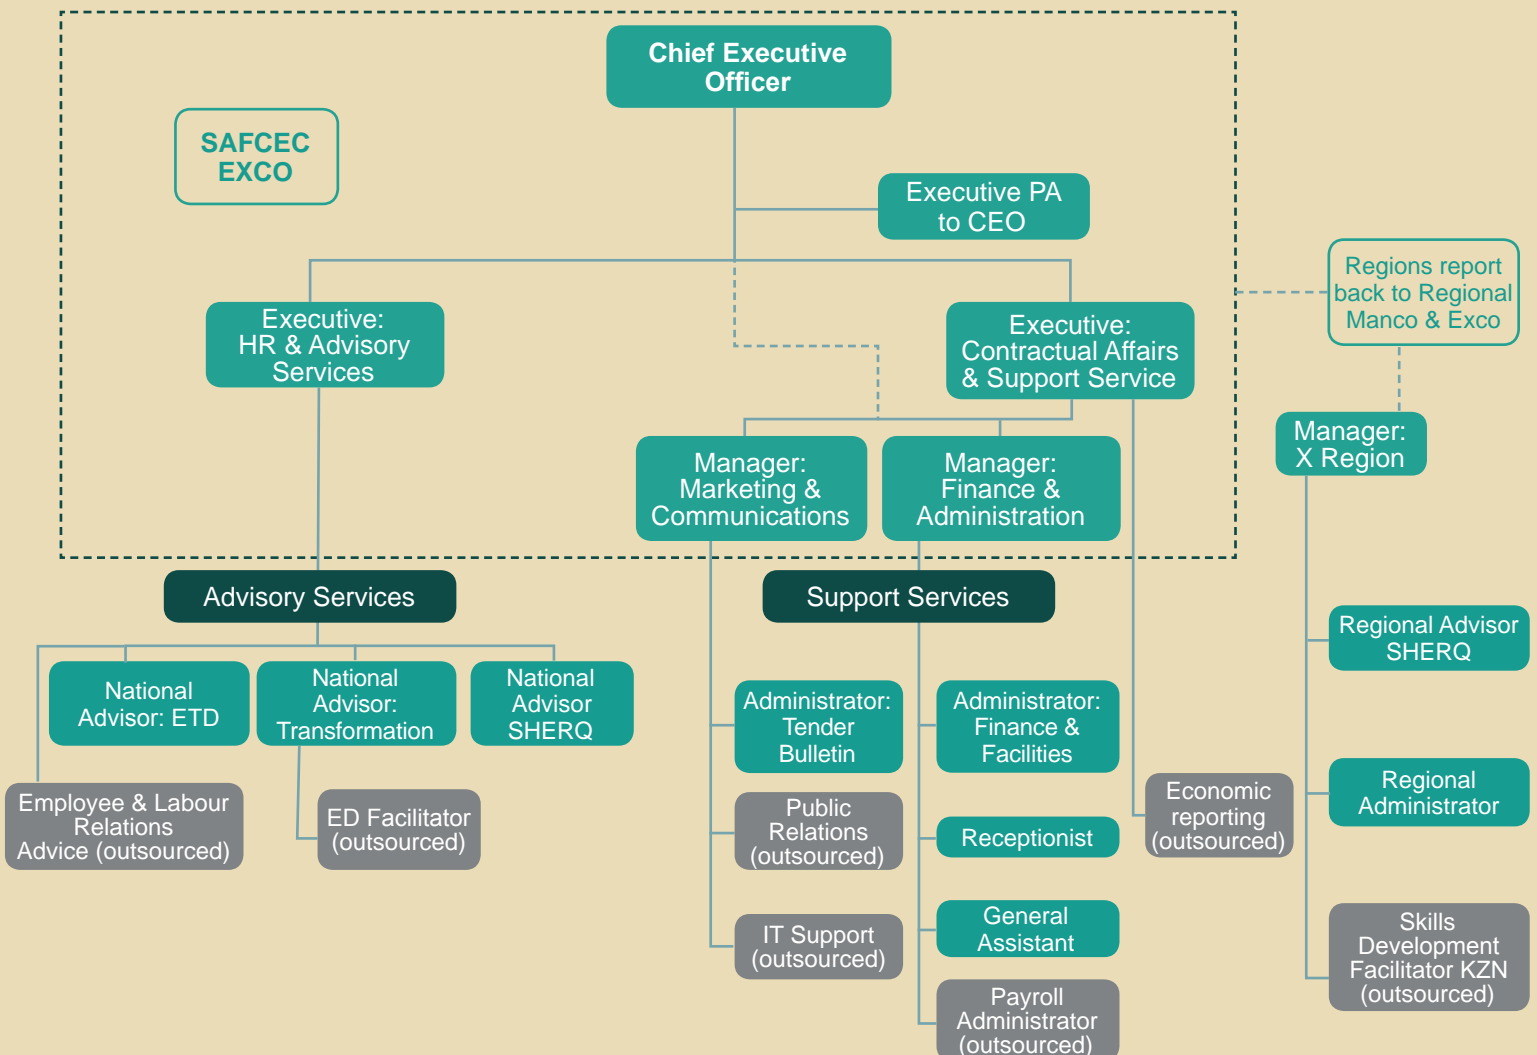 Chief Executive
Officer
SAFCEC
EXCO
Executive PA
to CEO
Regions report
back to Regional
Manco & Exco
Executive:
HR & Advisory
Services
Executive:
Contractual Affairs
& Support Service
Manager:
Marketing &
Communications
Manager:
Finance &
Administration
Manager:
X Region
Advisory Services
Support Services
National
Advisor: ETD
National
Advisor:
Transformation
National
Advisor
SHERQ
Employee & Labour
Relations
Advice (outsourced)
ED Facilitator
(outsourced)
Administrator:
Tender
Bulletin
Public
Relations
(outsourced)
IT Support
(outsourced)
Administrator:
Finance &
Facilities
Receptionist
General
Assistant
Payroll
Administrator
(outsourced)
Economic
reporting
(outsourced)
Regional Advisor
SHERQ
Regional
Administrator
Skills
Development
Facilitator KZN
(outsourced)